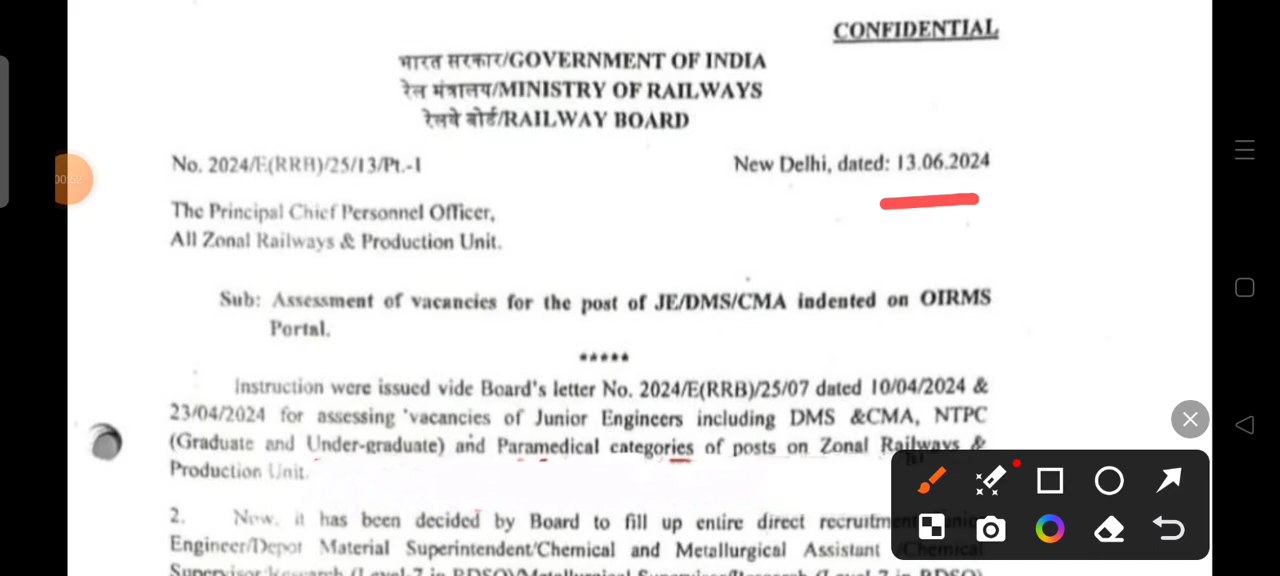 CONFIDENTIAL
भारत सरकार/GOVERNMENT OF INDIA
रेल मंत्रालय/MINISTRY OF RAILWAYS
रेलवे बोर्ड/RAILWAY BOARD
No. 2024/E(RRB)/25/13/Pt.-I
New Delhi, dated: 13.06.2024
00:52
The Principal Chief Personnel Officer,
All Zonal Railways & Production Unit.
Sub: Assessment of vacancies for the post of JE/DMS/CMA indented on OIRMS
Portal.
*****
Instruction were issued vide Board's letter No. 2024/E(RRB)/25/07 dated 10/04/2024 &
23/04/2024 for assessing 'vacancies of Junior Engineers including DMS &CMA, NTPC
(Graduate and Under-graduate) and Paramedical categories of posts on Zonal Railways &
Production Unit.
2. Now, it has been decided by Board to fill up entire direct
Engineer/Depot Material Superintendent/Chemical and Metallurgical Assistant